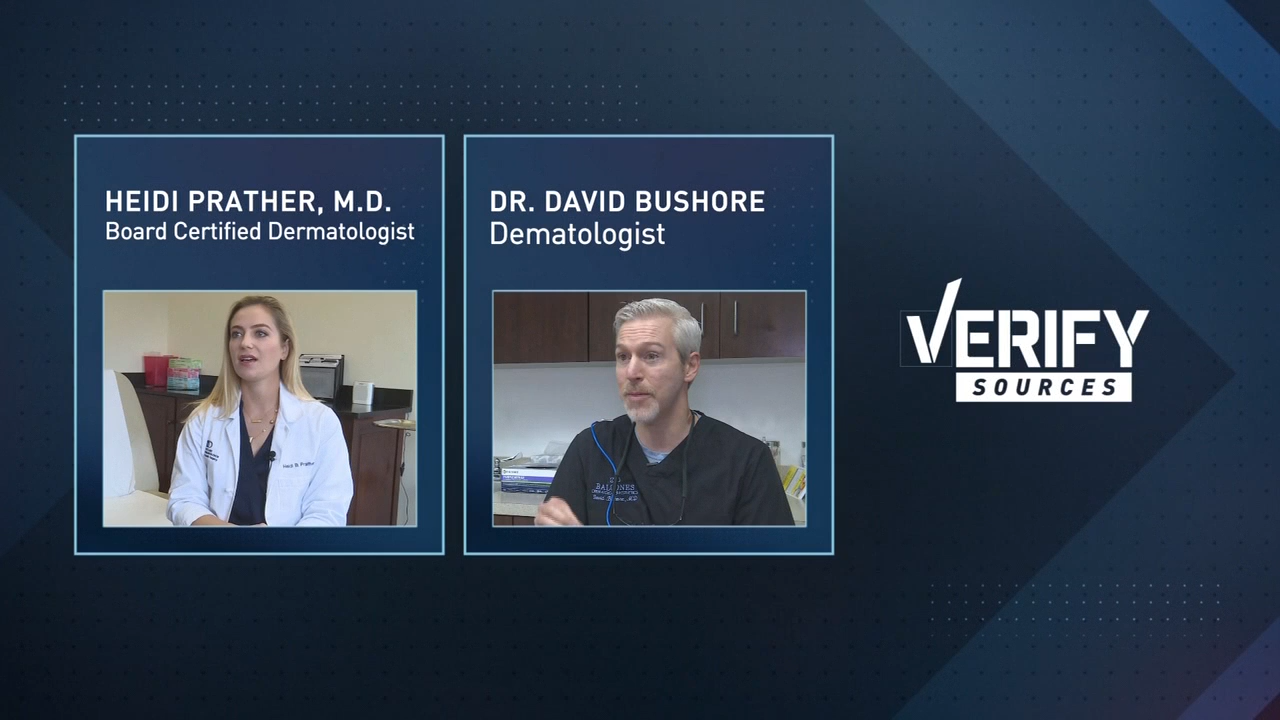 HEIDI PRATHER, M.D.
Board Certified Dermatologist
DR. DAVID BUSHORE
Dematologist
VERIFY
SOURCES